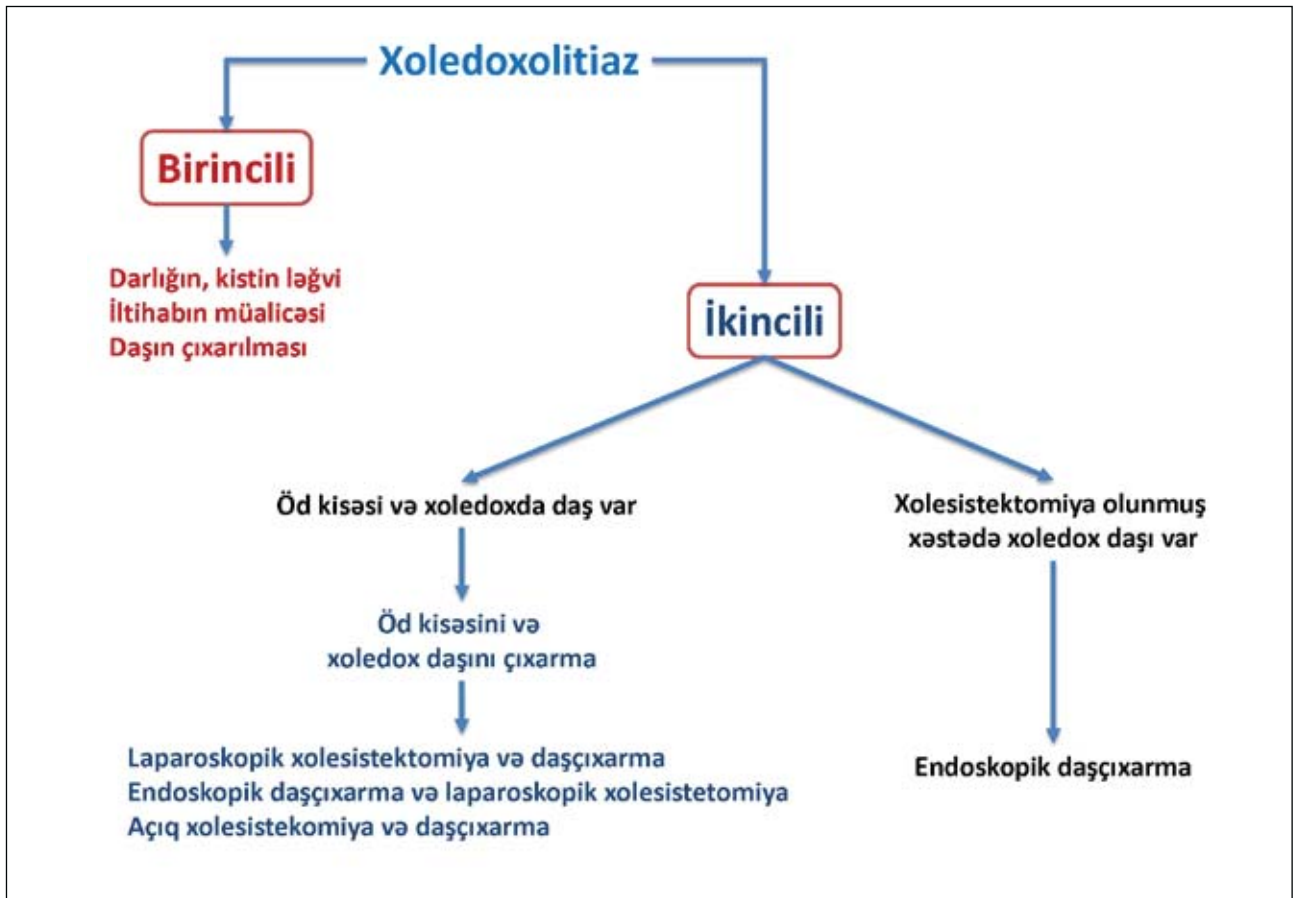 Xoledoxolitiaz
Birincili
Darlığın, kistin ləğvi
İltihabın müalicəsi
Daşın çıxarılması
İkincili
Öd kisəsi və xoledoxda daş var
Öd kisəsini və
xoledox daşını çıxarma
Laparoskopik xolesistektomiya və daşçıxarma
Endoskopik daşçıxarma və laparoskopik xolesistetomiya
Açıq xolesistekomiya və daşçıxarma
Xolesistektomiya olunmuş
xəstədə xoledox daşı var
Endoskopik daşçıxarma